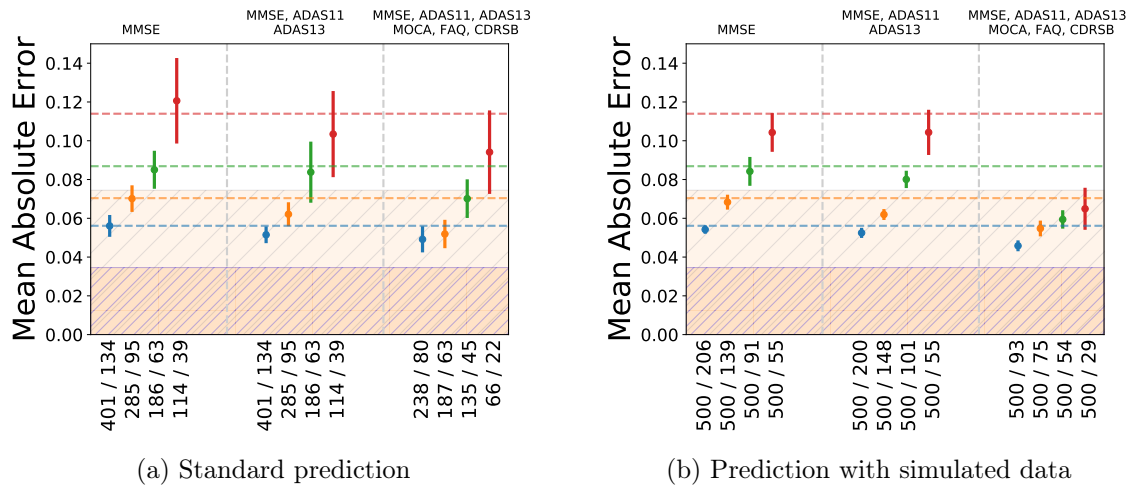 MMSE
MMSE, ADAS11
ADAS13
MMSE, ADAS11, ADAS13
MOCA, FAQ, CDRSB
Mean Absolute Error
0.14
0.12
0.10
0.08
0.06
0.04
0.02
0.00
401 / 134
285 / 95
186 / 63
114 / 39
401 / 134
285 / 95
186 / 63
114 / 39
238 / 80
187 / 63
135 / 45
66 / 22
(a) Standard prediction
MMSE
MMSE, ADAS11
ADAS13
MMSE, ADAS11, ADAS13
MOCA, FAQ, CDRSB
Mean Absolute Error
0.14
0.12
0.10
0.08
0.06
0.04
0.02
0.00
500 / 206
500 / 139
500 / 91
500 / 55
500 / 200
500 / 148
500 / 101
500 / 55
500 / 93
500 / 75
500 / 54
500 / 29
(b) Prediction with simulated data